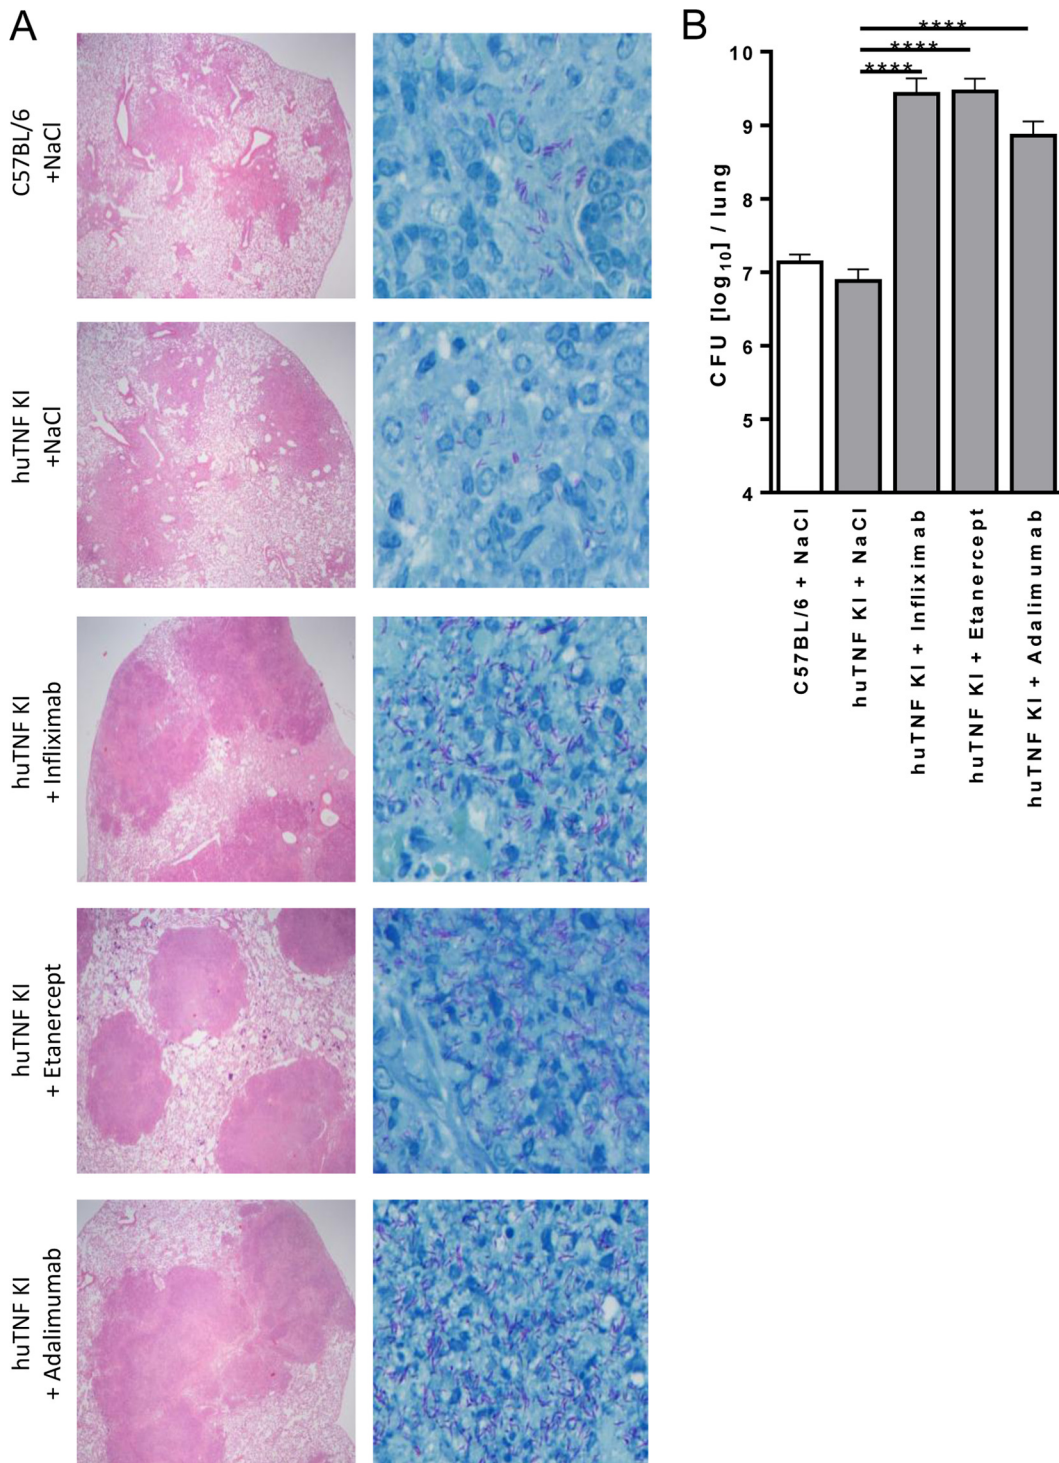 A
C57BL/6
+NaCl
huTNF KI
+NaCl
huTNF KI
+ Infliximab
huTNF KI
+ Etanercept
huTNF KI
+ Adalimumab
B
****
****
****
10
9
8
7
6
5
4
CFU [log10] / lung
C57BL/6 + NaCl
huTNF KI + NaCl
huTNF KI + Infliximab
huTNF KI + Etanercept
huTNF KI + Adalimumab